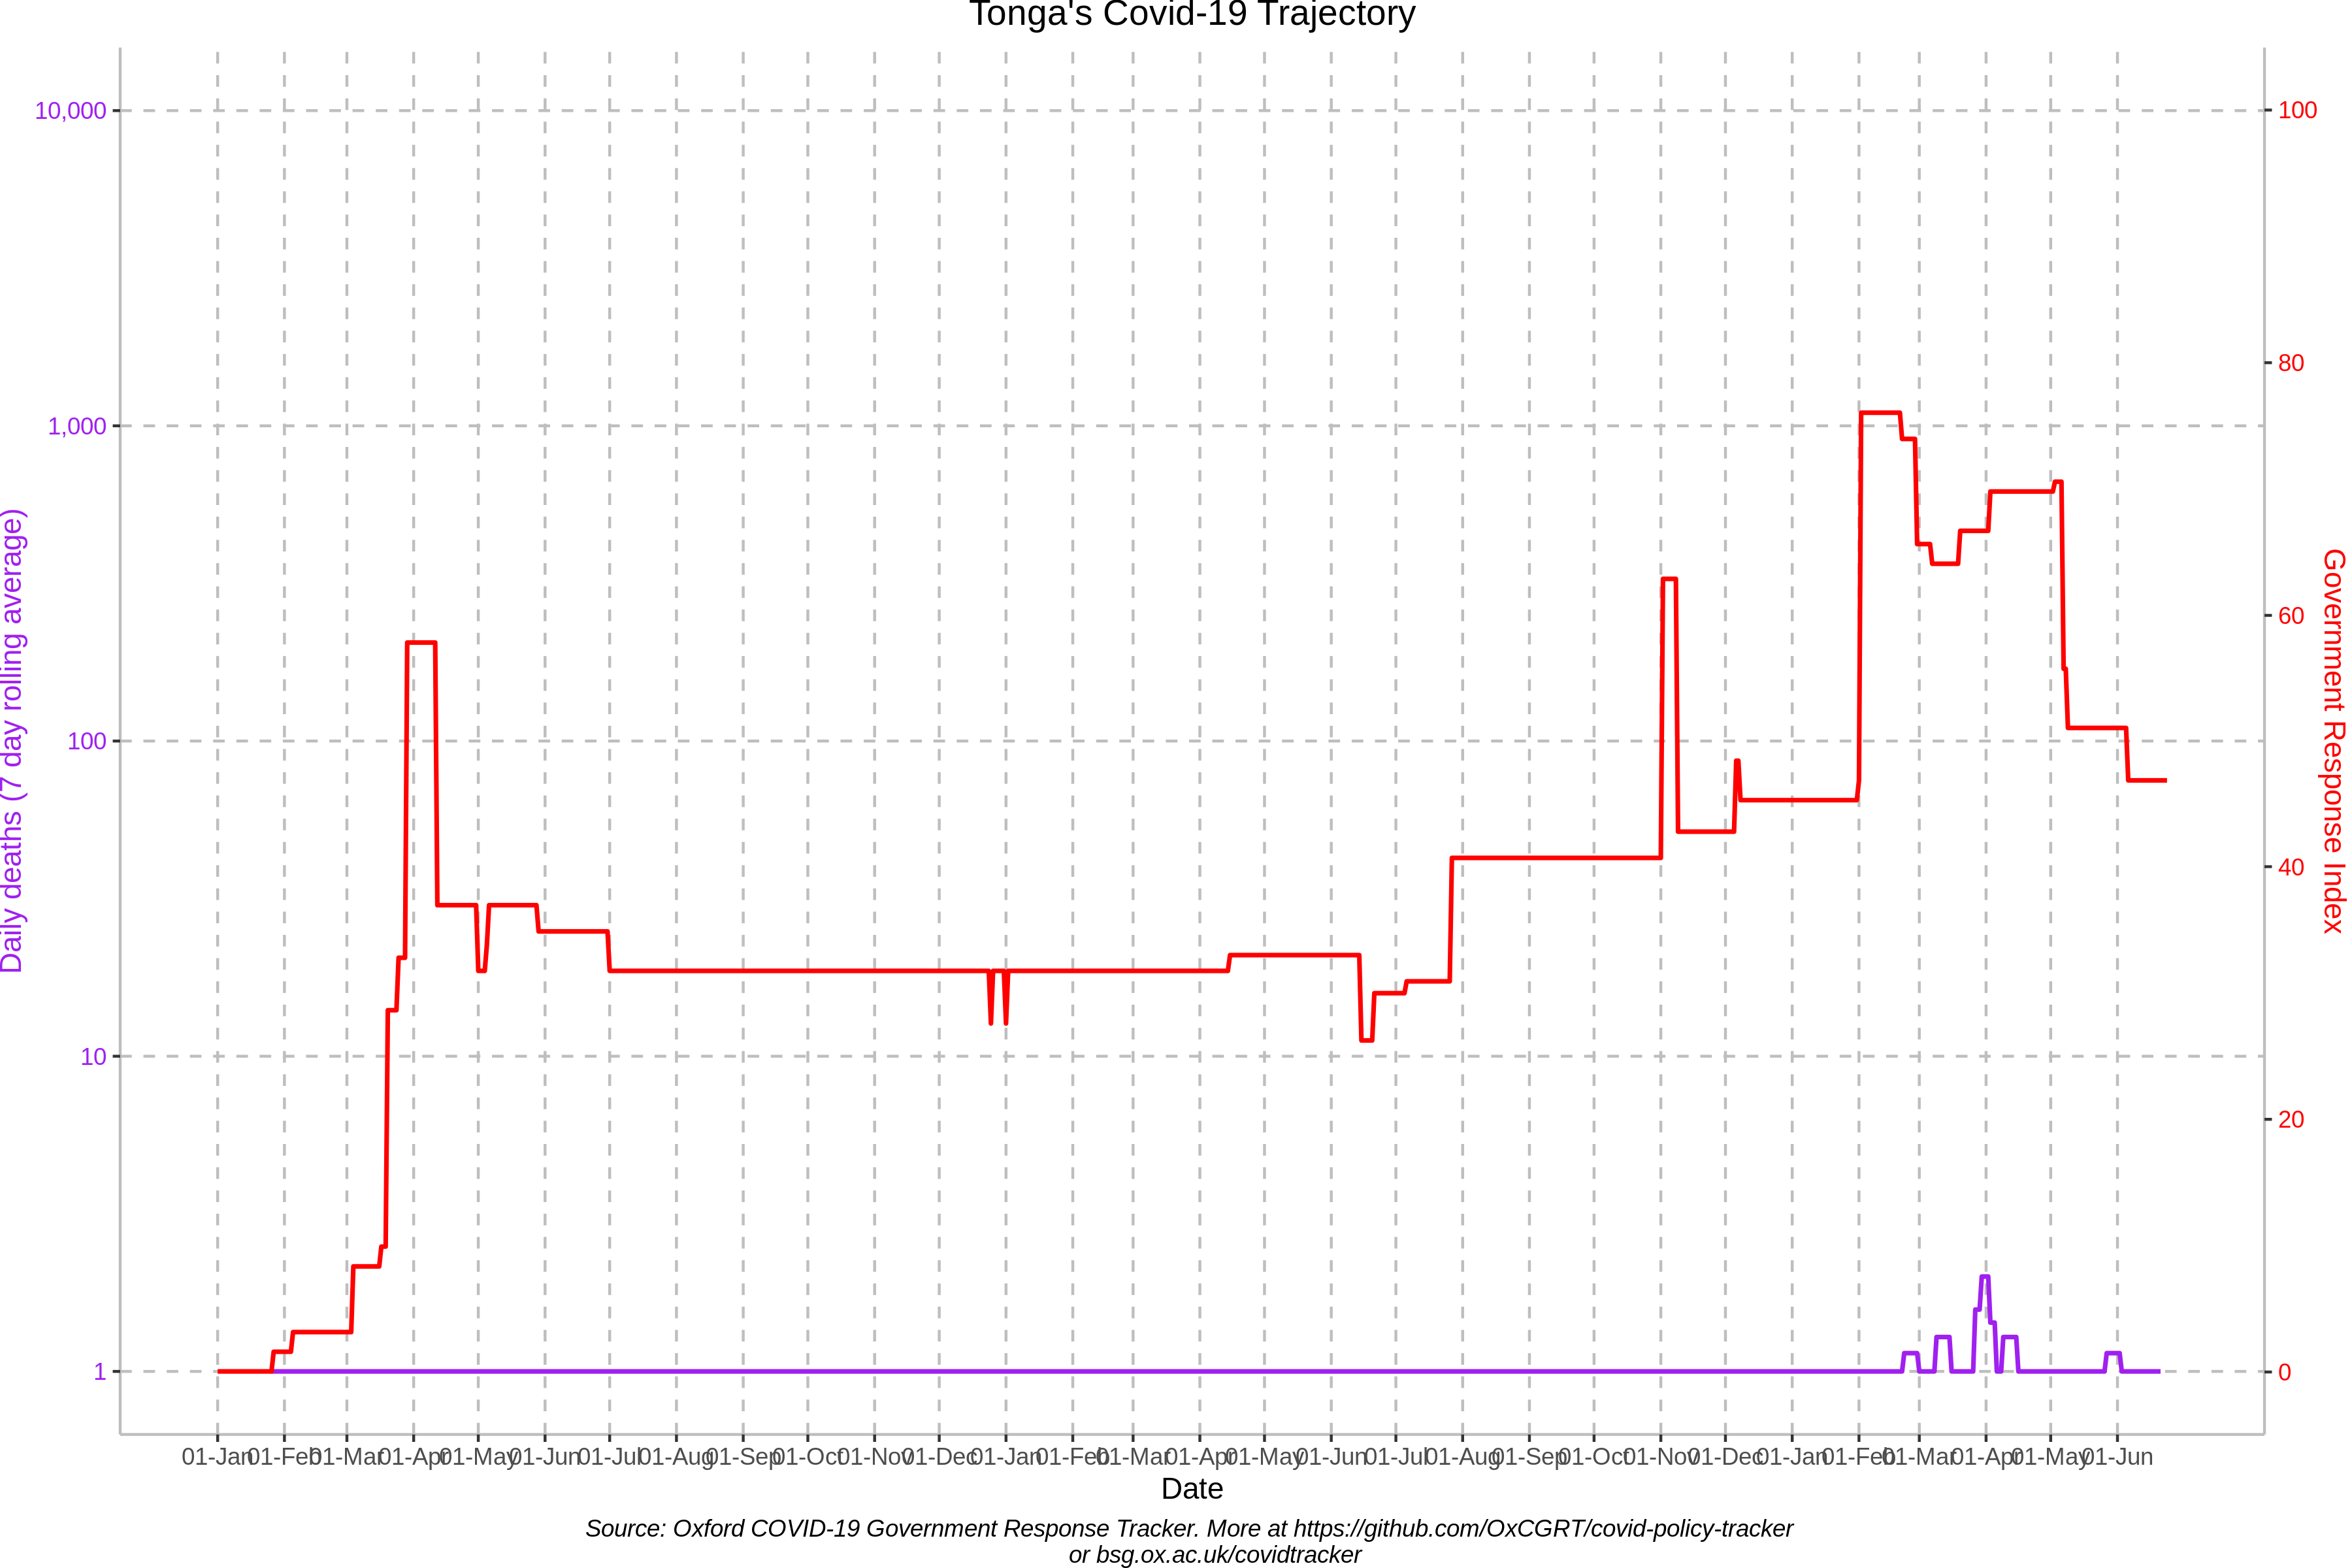 Tonga's Covid-19 Trajectory
10,000
1,000
100
10
1
Daily deaths (7 day rolling average)
100
80
60
40
20
0
Government Response Index
01-Jan 01-Feb 01-Mar 01-Apr 01-May 01-Jun 01-Jul 01-Aug 01-Sep 01-Oct 01-Nov 01-Dec 01-Jan 01-Feb 01-Mar 01-Apr 01-May 01-Jun 01-Jul 01-Aug 01-Sep 01-Oct 01-Nov 01-Dec 01-Jan 01-Feb 01-Mar 01-Apr 01-May 01-Jun
Date
Source: Oxford COVID-19 Government Response Tracker. More at https://github.com/OxCGRT/covid-policy-tracker
or bsg.ox.ac.uk/covidtracker